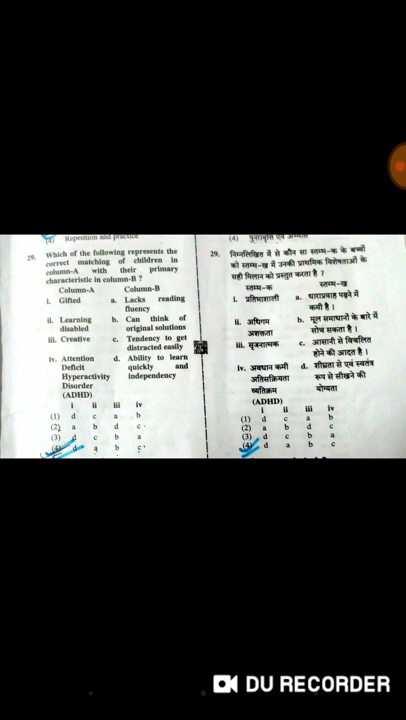 (4) Repetition and practice
29. Which of the following represents the
correct matching of children in
column-A with their primary
characteristic in column-B ?
Column-A Column-B
i. Gifted a. Lacks reading
fluency
ii. Learning b. Can think of
disabled original solutions
iii. Creative c. Tendency to get
distracted easily
iv. Attention d. Ability to learn
Deficit quickly and
Hyperactivity independency
Disorder
(ADHD)
i ii iii iv
(1) d c a b
(2) a b d c
(3) d c b a
(4) d a b c
(4) पुनरावृत्ति एवं अभ्यास
29. निम्नलिखित में से कौन सा स्तम्भ-क के बच्चों
को स्तम्भ-ख में उनकी प्राथमिक विशेषताओं के
सही मिलान को प्रस्तुत करता है ?
स्तम्भ-क स्तम्भ-ख
i. प्रतिभाशाली a. धाराप्रवाह पढ़ने में
कमी है ।
ii. अधिगम b. मूल समाधानों के बारे में
अशक्तता सोच सकता है ।
iii. सृजनात्मक c. आसानी से विचलित
होने की आदत है ।
iv. अवधान कमी d. शीघ्रता से एवं स्वतंत्र
अतिसक्रियता रूप से सीखने की
व्यतिक्रम योग्यता
(ADHD)
i ii iii iv
(1) d c a b
(2) a b d c
(3) d c b a
(4) d a b c
DU RECORDER